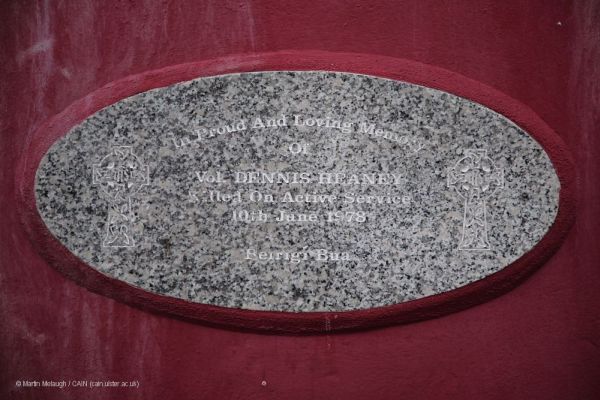 In Proud And Loving Memory
Of
Vol. DENNIS HEANEY
Killed On Active Service
10th June 1978
Beirigí Bua
© Martin Melaugh / CAIN (cain.ulster.ac.uk)